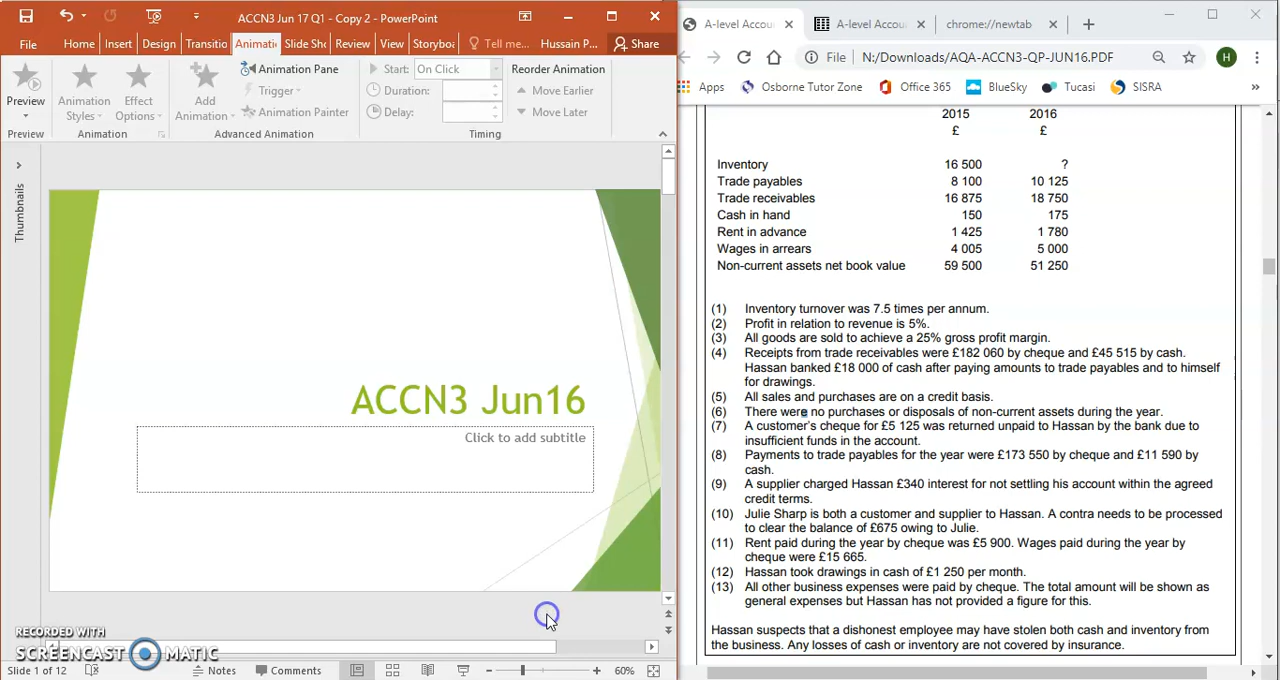 ACCN3 Jun 17 Q1 - Copy 2 - PowerPoint
File Home Insert Design Transitio Animati Slide Sho Review View Storybo Tell me... Hussain P... Share
Preview
Animation Styles
Effect Options
Add Animation
Animation Pane
Trigger
Animation Painter
Start: On Click
Duration:
Delay:
Reorder Animation
Move Earlier
Move Later
Preview Animation Advanced Animation Timing
Thumbnails
ACCN3 Jun16
Click to add subtitle
RECORDED WITH
SCREENCAST MATIC
Slide 1 of 12 Notes Comments 60%
A-level Accou A-level Accou chrome://newtab
File N:/Downloads/AQA-ACCN3-QP-JUN16.PDF H
Apps Osborne Tutor Zone Office 365 BlueSky Tucasi SISRA »
2015 2016
£ £
Inventory 16 500 ?
Trade payables 8 100 10 125
Trade receivables 16 875 18 750
Cash in hand 150 175
Rent in advance 1 425 1 780
Wages in arrears 4 005 5 000
Non-current assets net book value 59 500 51 250
(1) Inventory turnover was 7.5 times per annum.
(2) Profit in relation to revenue is 5%.
(3) All goods are sold to achieve a 25% gross profit margin.
(4) Receipts from trade receivables were £182 060 by cheque and £45 515 by cash.
Hassan banked £18 000 of cash after paying amounts to trade payables and to himself
for drawings.
(5) All sales and purchases are on a credit basis.
(6) There were no purchases or disposals of non-current assets during the year.
(7) A customer's cheque for £5 125 was returned unpaid to Hassan by the bank due to
insufficient funds in the account.
(8) Payments to trade payables for the year were £173 550 by cheque and £11 590 by
cash.
(9) A supplier charged Hassan £340 interest for not settling his account within the agreed
credit terms.
(10) Julie Sharp is both a customer and supplier to Hassan. A contra needs to be processed
to clear the balance of £675 owing to Julie.
(11) Rent paid during the year by cheque was £5 900. Wages paid during the year by
cheque were £15 665.
(12) Hassan took drawings in cash of £1 250 per month.
(13) All other business expenses were paid by cheque. The total amount will be shown as
general expenses but Hassan has not provided a figure for this.
Hassan suspects that a dishonest employee may have stolen both cash and inventory from
the business. Any losses of cash or inventory are not covered by insurance.